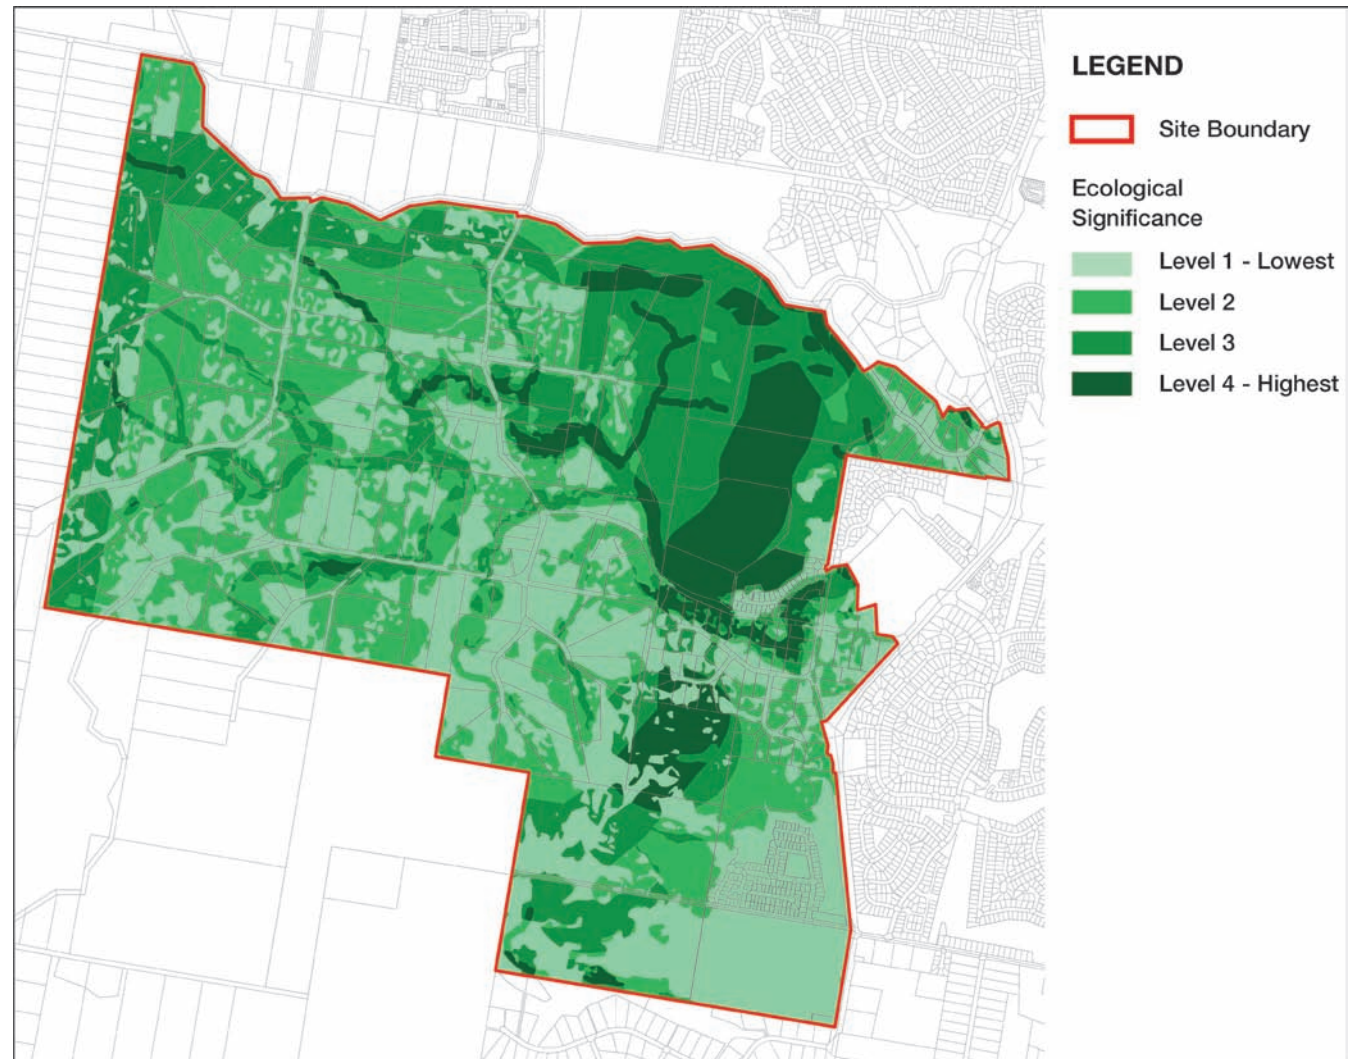 LEGEND
Site Boundary
Ecological
Significance
Level 1 - Lowest
Level 2
Level 3
Level 4 - Highest